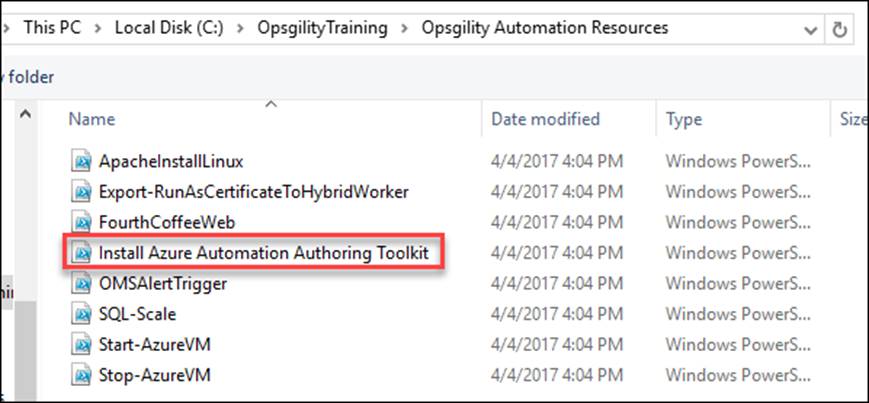 This PC > Local Disk (C:) > OpsgilityTraining > Opsgility Automation Resources
folder
Name Date modified Type Size
ApacheInstallLinux 4/4/2017 4:04 PM Windows PowerS...
Export-RunAsCertificateToHybridWorker 4/4/2017 4:04 PM Windows PowerS...
FourthCoffeeWeb 4/4/2017 4:04 PM Windows PowerS...
Install Azure Automation Authoring Toolkit 4/4/2017 4:04 PM Windows PowerS...
OMSAlertTrigger 4/4/2017 4:04 PM Windows PowerS...
SQL-Scale 4/4/2017 4:04 PM Windows PowerS...
Start-AzureVM 4/4/2017 4:04 PM Windows PowerS...
Stop-AzureVM 4/4/2017 4:04 PM Windows PowerS...